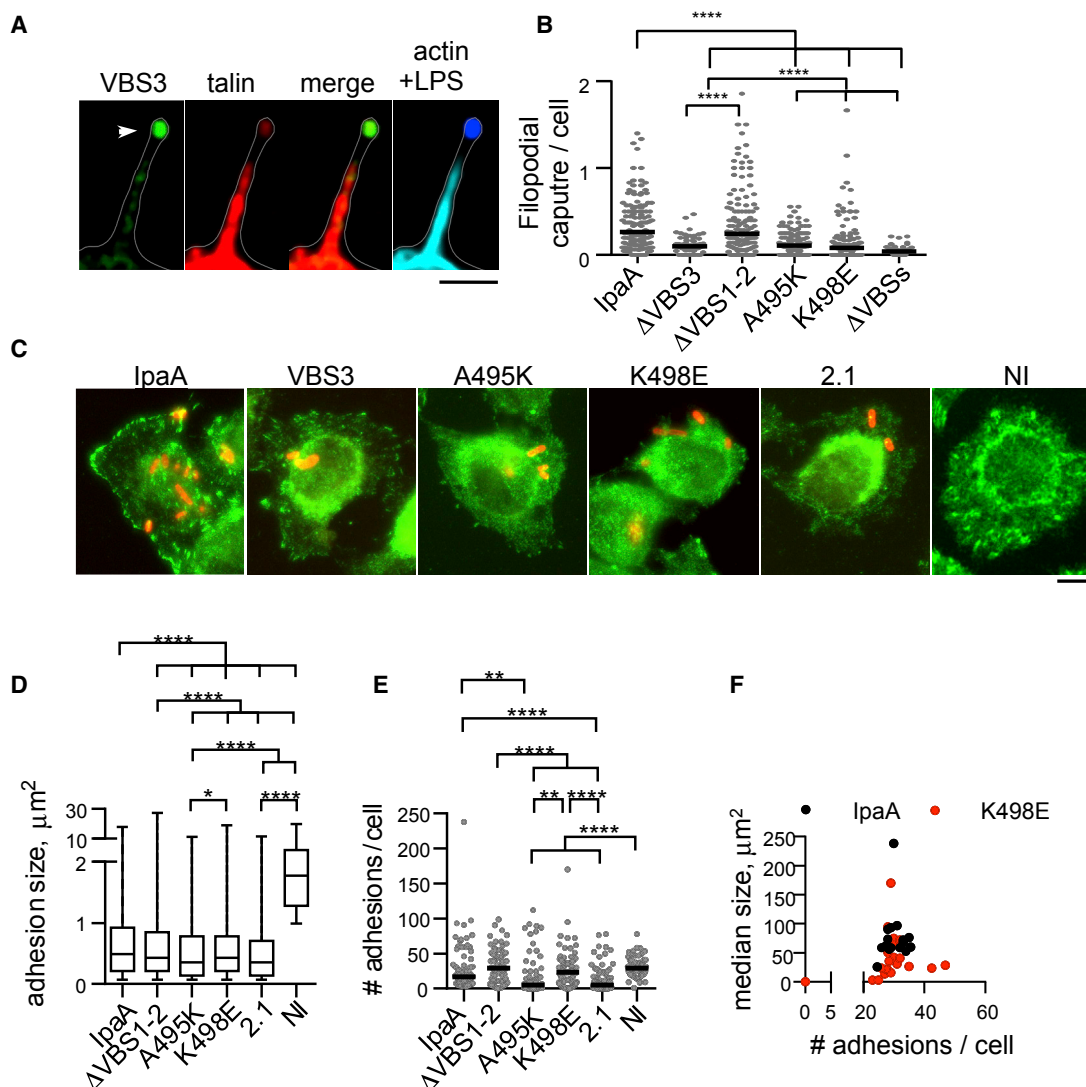 A
VBS3
talin
merge
actin
+LPS
B
****
****
****
2
1
0
Filopodial
caputre / cell
IpaA
ΔVBS3
ΔVBS1-2
A495K
K498E
ΔVBSs
C
IpaA
VBS3
A495K
K498E
2.1
NI
D
****
****
****
*
****
30
10
2
1
0
adhesion size, μm2
IpaA
ΔVBS1-2
A495K
K498E
2.1
NI
E
**
****
****
**
****
****
250
200
150
100
50
0
# adhesions / cell
IpaA
ΔVBS1-2
A495K
K498E
2.1
NI
F
IpaA
K498E
250
200
150
100
50
0
median size, μm2
0
5
20
40
60
# adhesions / cell